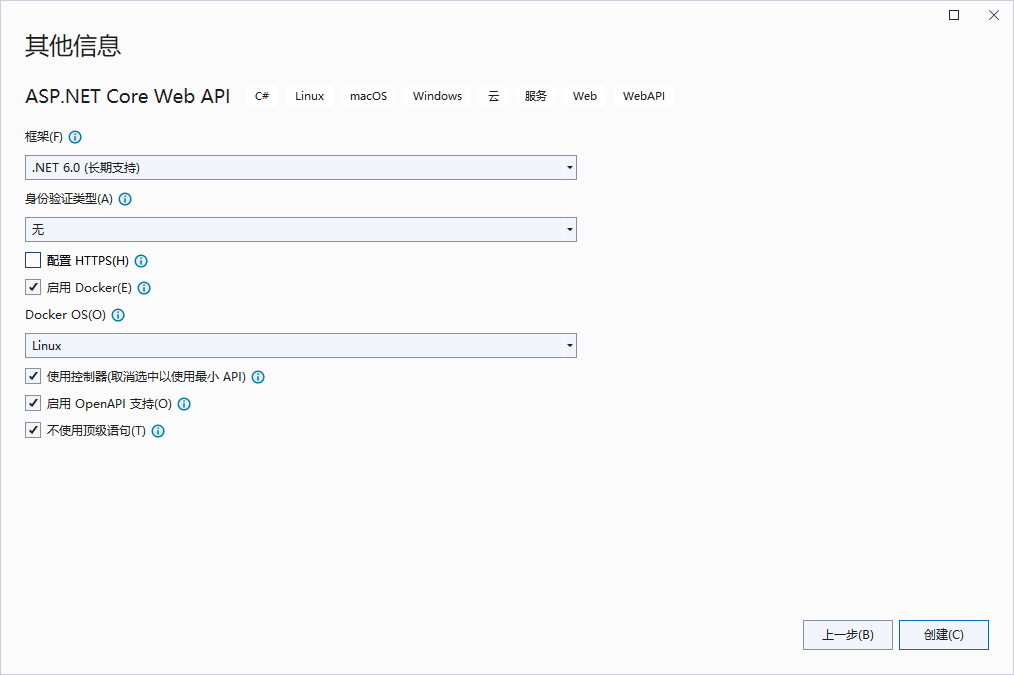 其他信息
ASP.NET Core Web API C# Linux macOS Windows 云 服务 Web WebAPI
框架(F)
.NET 6.0 (长期支持)
身份验证类型(A)
无
配置 HTTPS(H)
启用 Docker(E)
Docker OS(O)
Linux
使用控制器(取消选中以使用最小 API)
启用 OpenAPI 支持(O)
不使用顶级语句(T)
上一步(B) 创建(C)